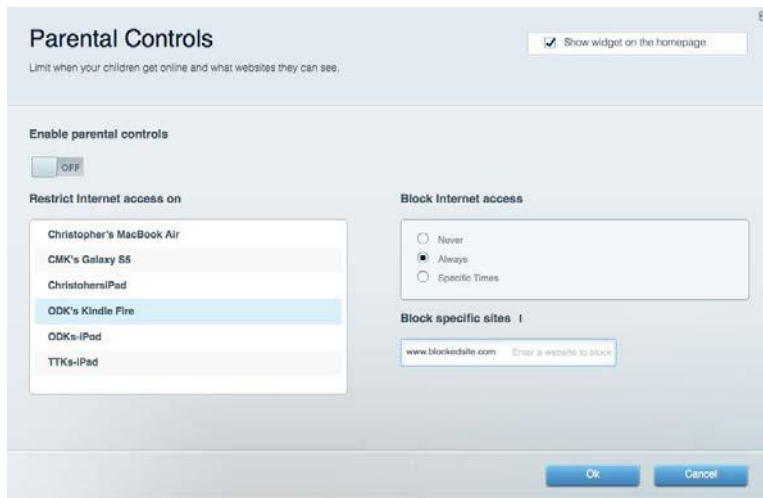 Parental Controls
Show widget on the homepage
Limit when your children get online and what websites they can see.
Enable parental controls
OFF
Restrict Internet access on
Block Internet access
Christopher's MacBook Air
CMK's Galaxy S5
ChristohersiPad
ODK's Kindle Fire
ODKs-iPod
TTKs-iPad
Never
Always
Specific Times
Block specific sites
www.blockedsite.com Enter a website to block
Ok
Cancel